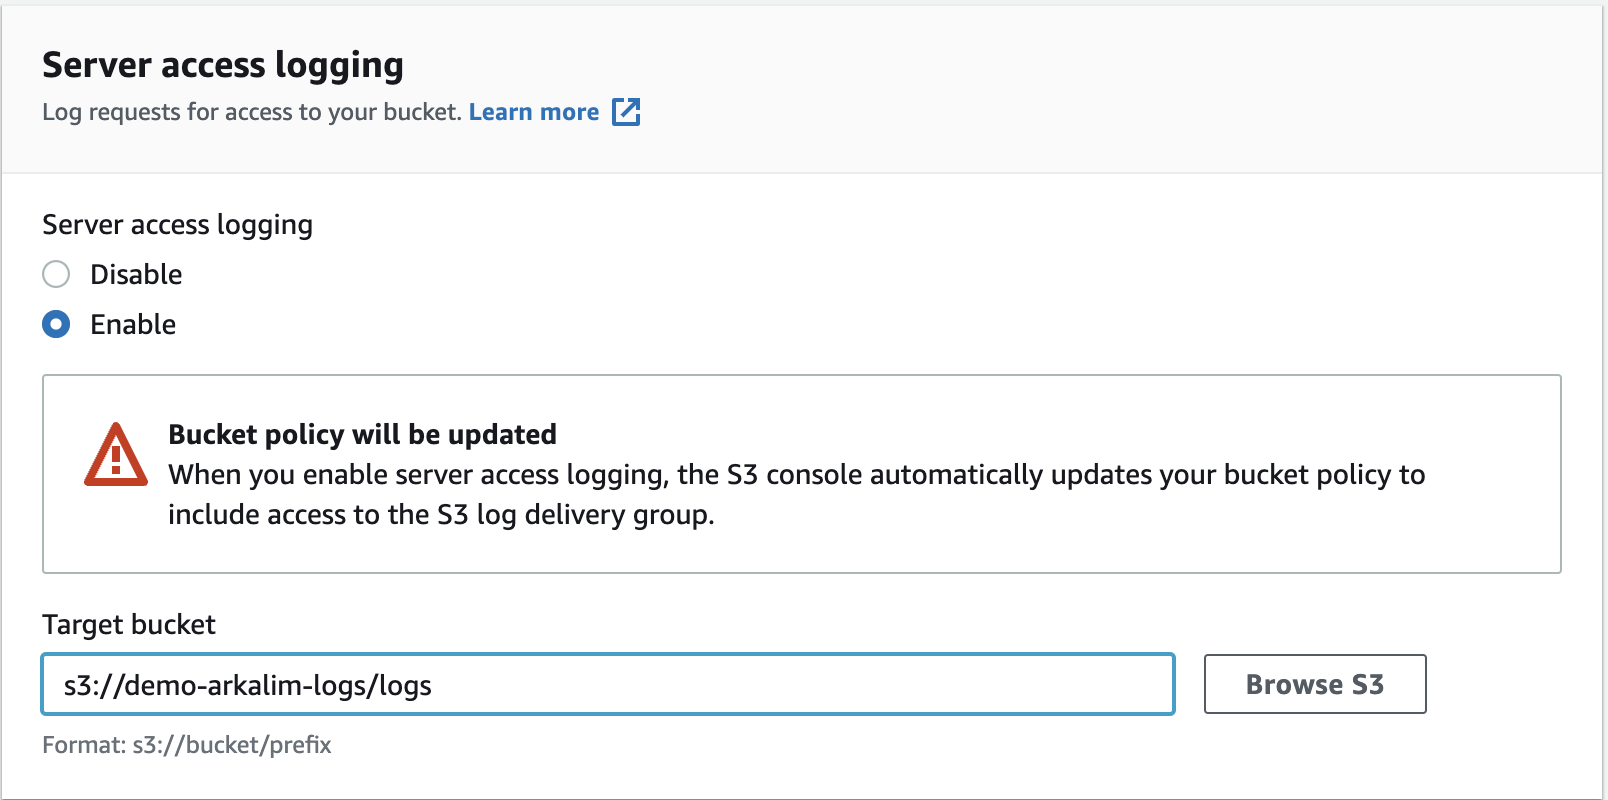 Server access logging
Log requests for access to your bucket. Learn more
Server access logging
Disable
Enable
Bucket policy will be updated
When you enable server access logging, the S3 console automatically updates your bucket policy to
include access to the S3 log delivery group.
Target bucket
s3://demo-arkalim-logs/logs
Browse S3
Format: s3://bucket/prefix